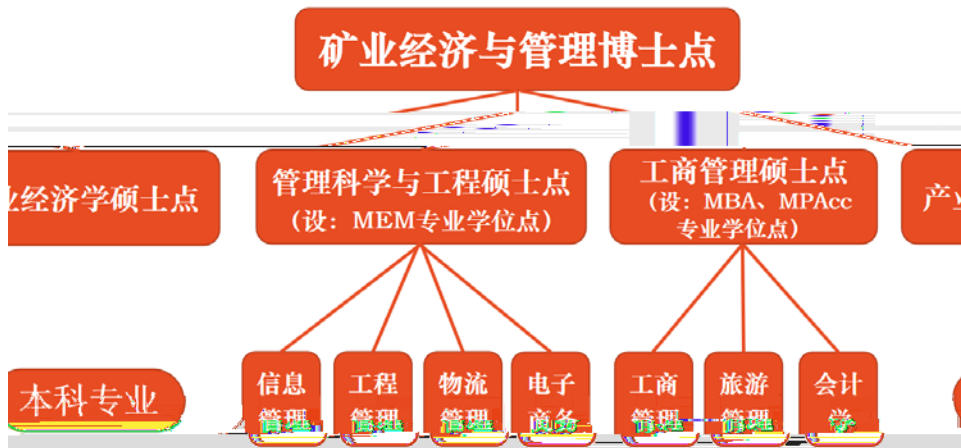 矿业经济与管理博士点
业经济学硕士点
管理科学与工程硕士点
(设：MEM专业学位点)
工商管理硕士点
(设：MBA、MPAcc
专业学位点)
产业
本科专业
信息
管理
工程
管理
物流
管理
电子
商务
工商
管理
旅游
管理
会计
学